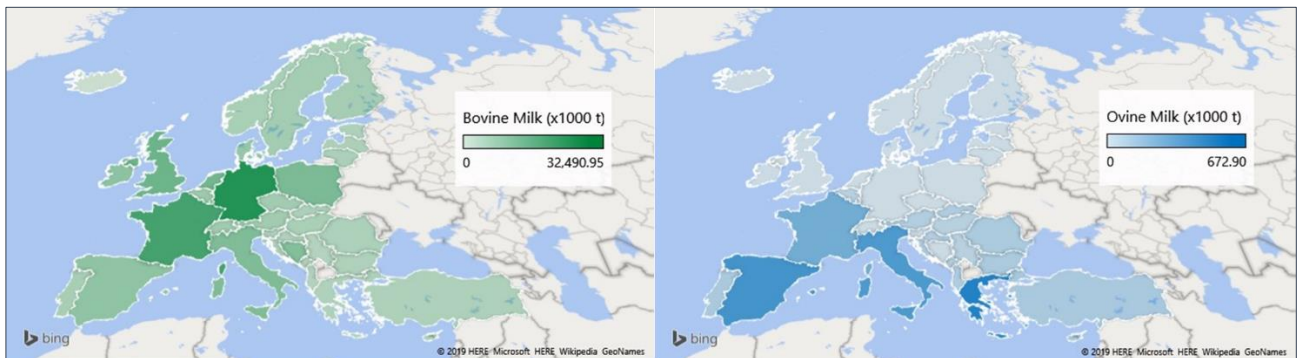 Bovine Milk (x1000 t)
0 32,490.95
bing
© 2019 HERE Microsoft HERE Wikipedia GeoNames
Ovine Milk (x1000 t)
0 672.90
bing
© 2019 HERE Microsoft HERE Wikipedia GeoNames